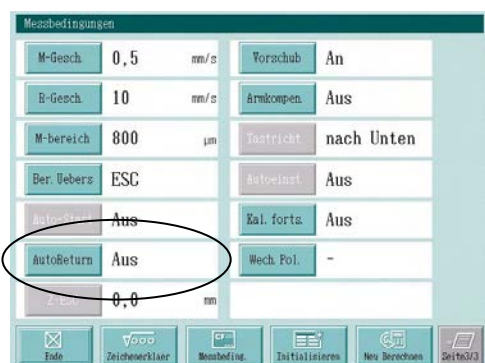 Messbedingungen
M-Gesch. 0,5 mm/s Vorschub An
R-Gesch. 10 mm/s Armkompen. Aus
M-bereich 800 µm Tastricht. nach Unten
Ber. Uebers ESC Autoeinst. Aus
Auto-Start Aus Kal. forts. Aus
AutoReturn Aus Wech. Pol. -
Z-ESC 0,0 mm
Ende Zeichenerklaer Messbeding. Initialisieren Neu Berechnen Seite3/3